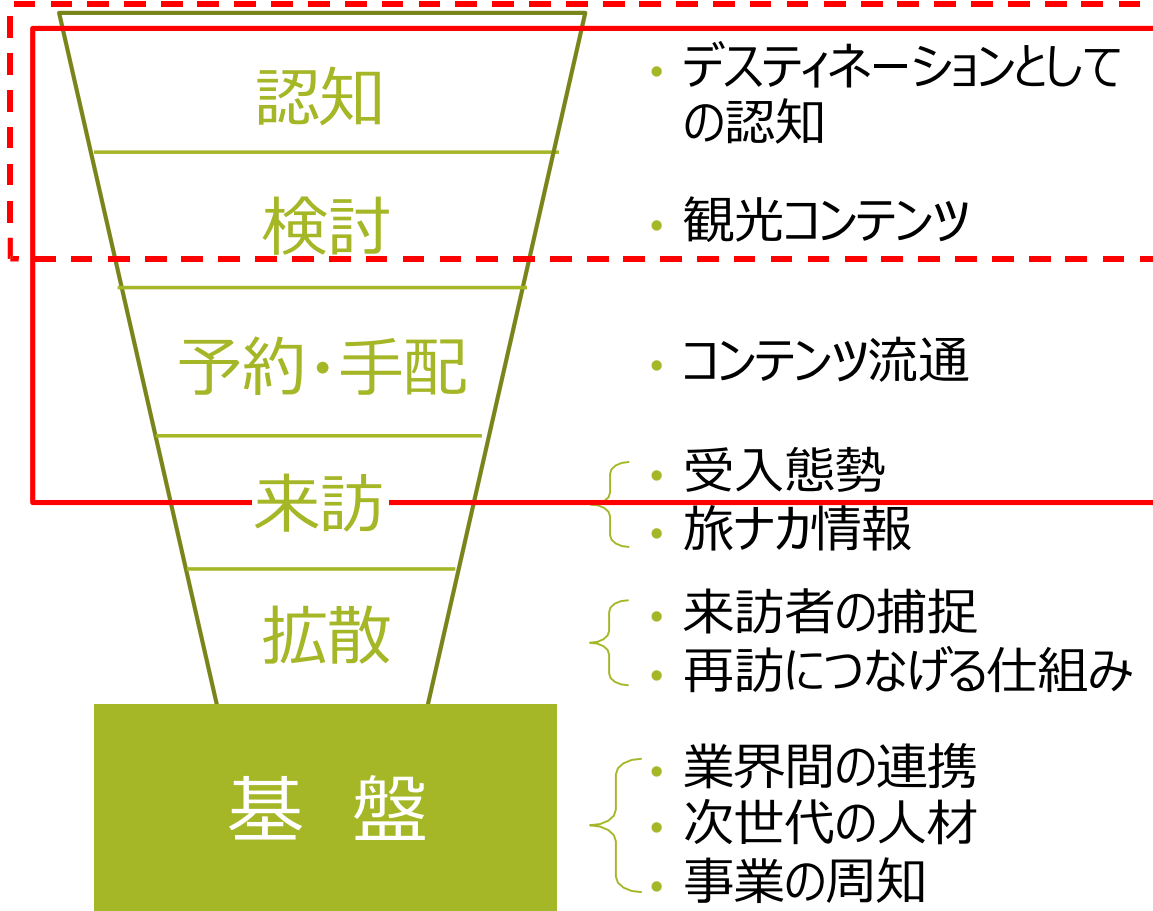 認知
・デスティネーションとして
の認知
検討
・観光コンテンツ
予約・手配
・コンテンツ流通
来訪
・受入態勢
・旅ナカ情報
拡散
・来訪者の捕捉
・再訪につなげる仕組み
基　盤
・業界間の連携
・次世代の人材
・事業の周知